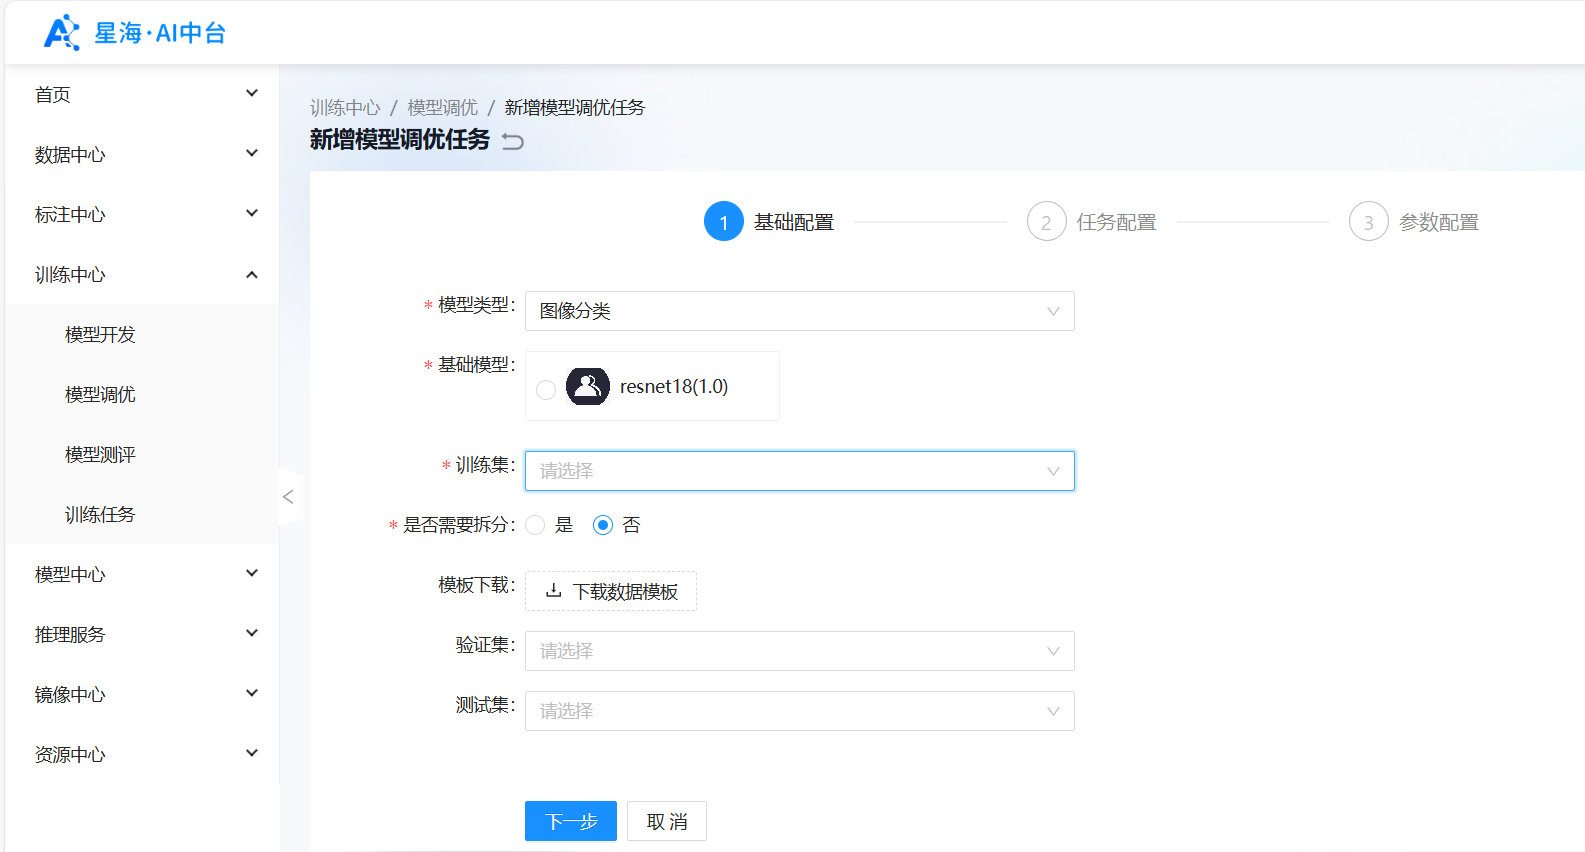 星海·AI中台
首页
数据中心
标注中心
训练中心
模型开发
模型调优
模型测评
训练任务
模型中心
推理服务
镜像中心
资源中心
训练中心 / 模型调优 / 新增模型调优任务
新增模型调优任务
1 基础配置 2 任务配置 3 参数配置
* 模型类型: 图像分类
* 基础模型: resnet18(1.0)
* 训练集: 请选择
* 是否需要拆分: 是 否
模板下载: 下载数据模板
验证集: 请选择
测试集: 请选择
下一步 取 消